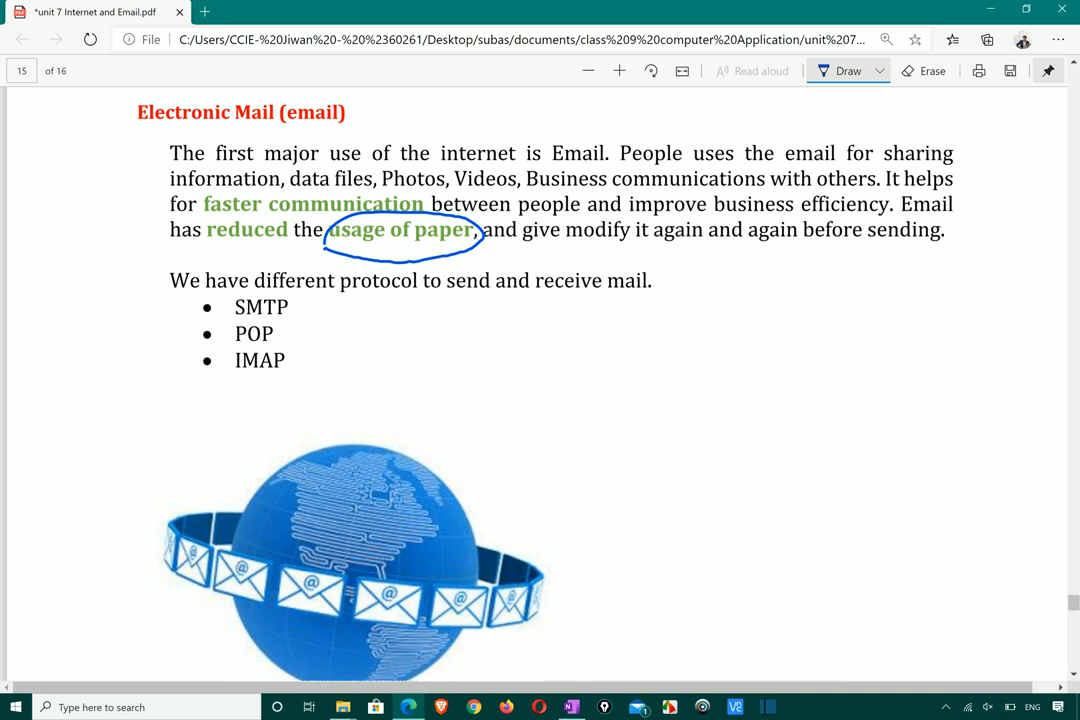 *unit 7 Internet and Email.pdf
File
C:/Users/CCIE-%20Jiwan%20-%20%2360261/Desktop/subas/documents/class%209%20computer%20Application/unit%207...
15 of 16
Read aloud
Draw
Erase
Electronic Mail (email)
The first major use of the internet is Email. People uses the email for sharing
information, data files, Photos, Videos, Business communications with others. It helps
for faster communication between people and improve business efficiency. Email
has reduced the usage of paper, and give modify it again and again before sending.
We have different protocol to send and receive mail.
• SMTP
• POP
• IMAP
@ @ @ @ @ @
Type here to search
ENG